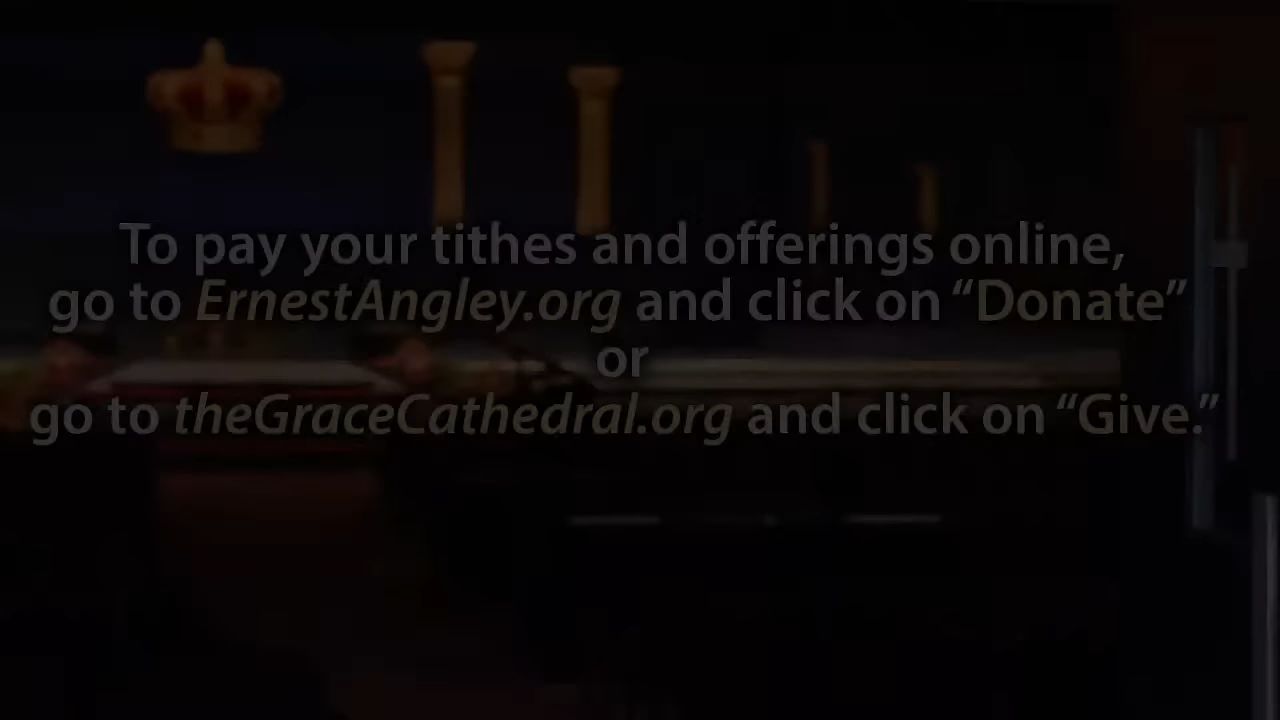 To pay your tithes and offerings online,
go to ErnestAngley.org and click on “Donate”
or
go to theGraceCathedral.org and click on “Give.”